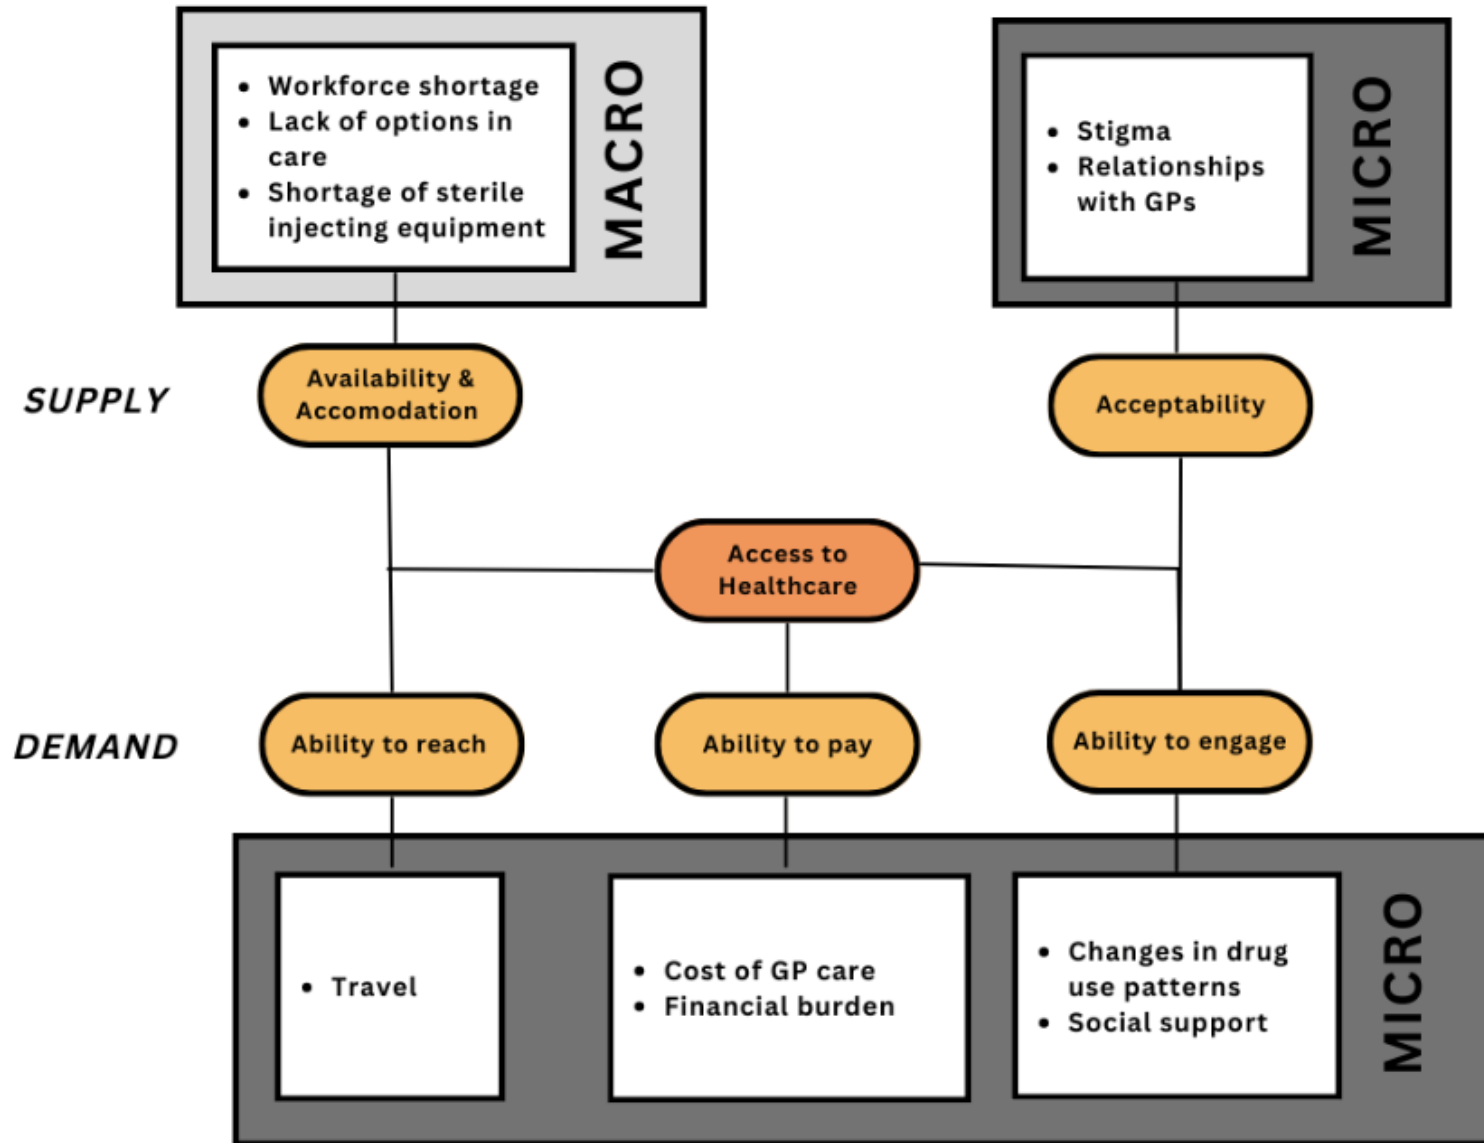 • Workforce shortage
• Lack of options in
care
• Shortage of sterile
injecting equipment
MACRO
• Stigma
• Relationships
with GPs
MICRO
SUPPLY
Availability &
Accomodation
Acceptability
Access to
Healthcare
DEMAND
Ability to reach
Ability to pay
Ability to engage
• Travel
• Cost of GP care
• Financial burden
• Changes in drug
use patterns
• Social support
MICRO